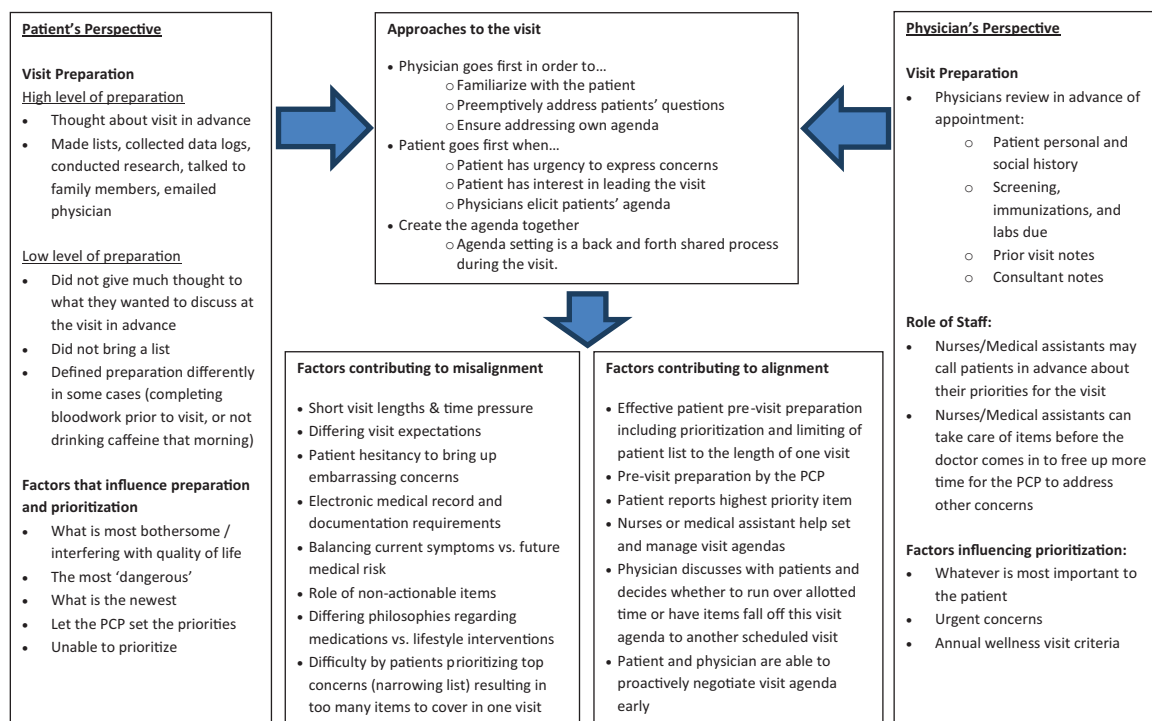 Patient's Perspective
Visit Preparation
High level of preparation
• Thought about visit in advance
• Made lists, collected data logs,
conducted research, talked to
family members, emailed
physician
Low level of preparation
• Did not give much thought to
what they wanted to discuss at
the visit in advance
• Did not bring a list
• Defined preparation differently
in some cases (completing
bloodwork prior to visit, or not
drinking caffeine that morning)
Factors that influence preparation
and prioritization
• What is most bothersome /
interfering with quality of life
• The most 'dangerous'
• What is the newest
• Let the PCP set the priorities
• Unable to prioritize
Approaches to the visit
• Physician goes first in order to…
o Familiarize with the patient
o Preemptively address patients' questions
o Ensure addressing own agenda
• Patient goes first when…
o Patient has urgency to express concerns
o Patient has interest in leading the visit
o Physicians elicit patients' agenda
• Create the agenda together
o Agenda setting is a back and forth shared process
during the visit.
Factors contributing to misalignment
• Short visit lengths & time pressure
• Differing visit expectations
• Patient hesitancy to bring up
embarrassing concerns
• Electronic medical record and
documentation requirements
• Balancing current symptoms vs. future
medical risk
• Role of non-actionable items
• Differing philosophies regarding
medications vs. lifestyle interventions
• Difficulty by patients prioritizing top
concerns (narrowing list) resulting in
too many items to cover in one visit
Factors contributing to alignment
• Effective patient pre-visit preparation
including prioritization and limiting of
patient list to the length of one visit
• Pre-visit preparation by the PCP
• Patient reports highest priority item
• Nurses or medical assistant help set
and manage visit agendas
• Physician discusses with patients and
decides whether to run over allotted
time or have items fall off this visit
agenda to another scheduled visit
• Patient and physician are able to
proactively negotiate visit agenda
early
Physician's Perspective
Visit Preparation
• Physicians review in advance of
appointment:
o Patient personal and
social history
o Screening,
immunizations, and
labs due
o Prior visit notes
o Consultant notes
Role of Staff:
• Nurses/Medical assistants may
call patients in advance about
their priorities for the visit
• Nurses/Medical assistants can
take care of items before the
doctor comes in to free up more
time for the PCP to address
other concerns
Factors influencing prioritization:
• Whatever is most important to
the patient
• Urgent concerns
• Annual wellness visit criteria